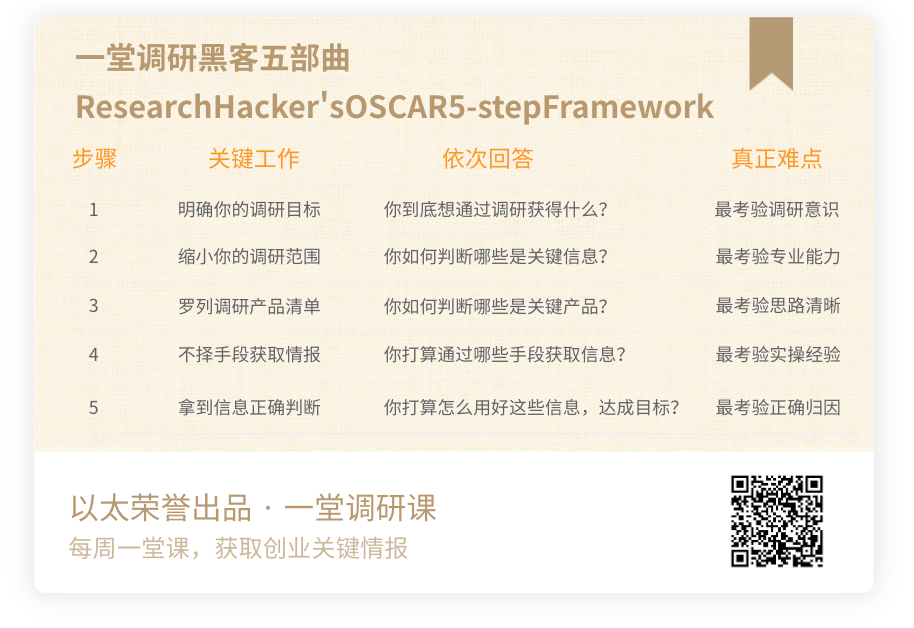 一堂调研黑客五部曲
ResearchHacker'sOSCAR5-stepFramework
步骤 关键工作 依次回答 真正难点
1 明确你的调研目标 你到底想通过调研获得什么？ 最考验调研意识
2 缩小你的调研范围 你如何判断哪些是关键信息？ 最考验专业能力
3 罗列调研产品清单 你如何判断哪些是关键产品？ 最考验思路清晰
4 不择手段获取情报 你打算通过哪些手段获取信息？ 最考验实操经验
5 拿到信息正确判断 你打算怎么用好这些信息，达成目标？ 最考验正确归因
以太荣誉出品 · 一堂调研课
每周一堂课，获取创业关键情报